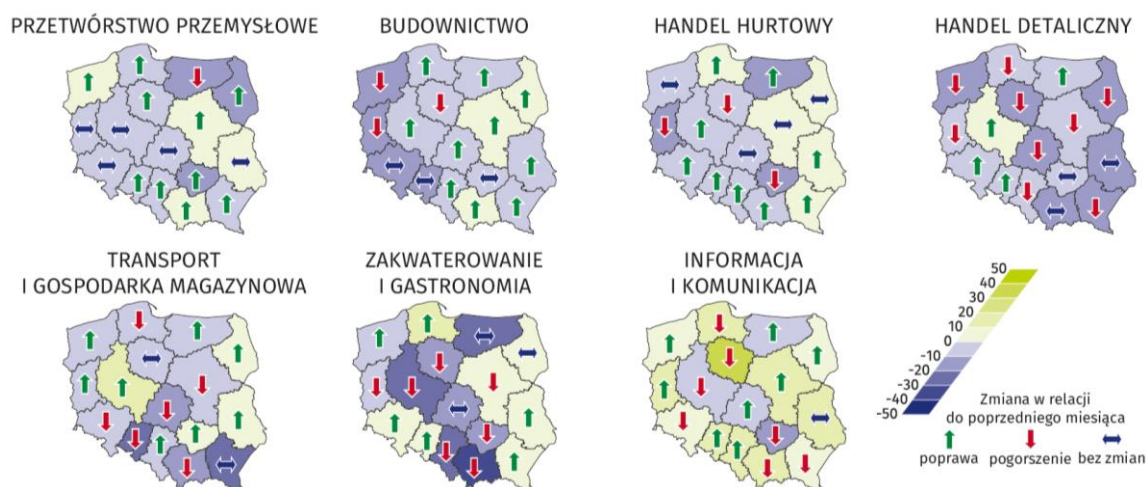 PRZETWÓRSTWO PRZEMYSŁOWE
BUDOWNICTWO
HANDEL HURTOWY
HANDEL DETALICZNY
TRANSPORT
I GOSPODARKA MAGAZYNOWA
ZAKWATEROWANIE
I GASTRONOMIA
INFORMACJA
I KOMUNIKACJA
50
40
30
20
10
0
-10
-20
-30
-40
-50
Zmiana w relacji
do poprzedniego miesiąca
poprawa
pogorszenie
bez zmian